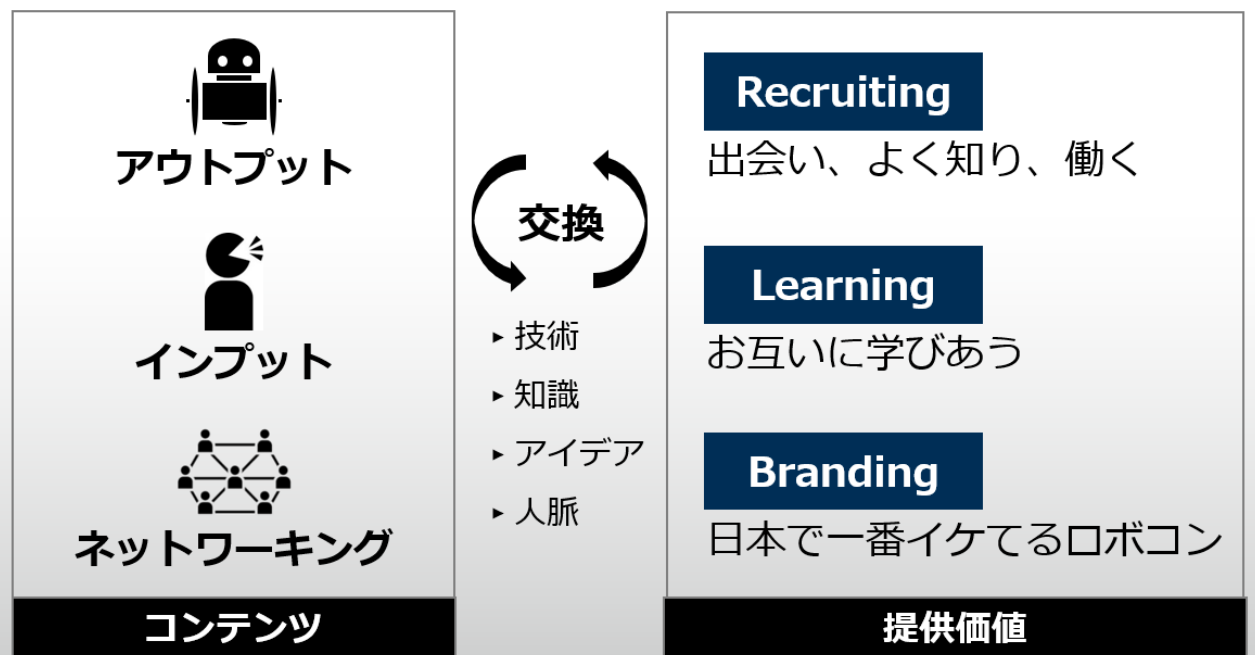 アウトプット
インプット
ネットワーキング
コンテンツ
交換
▸ 技術
▸ 知識
▸ アイデア
▸ 人脈
Recruiting
出会い、よく知り、働く
Learning
お互いに学びあう
Branding
日本で一番イケてるロボコン
提供価値